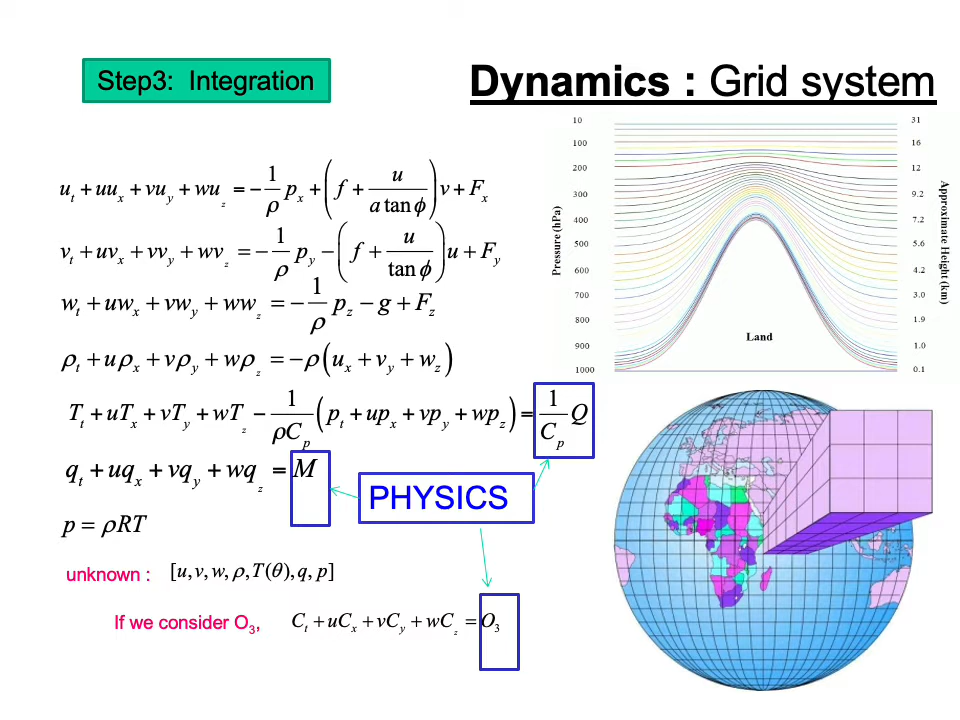 Step3: Integration
Dynamics : Grid system
u_t + uu_x + vu_y + wu_z = −(1/ρ) p_x + (f + u/(a tan ϕ)) v + F_x
v_t + uv_x + vv_y + wv_z = −(1/ρ) p_y − (f + u/(tan ϕ)) u + F_y
w_t + uw_x + vw_y + ww_z = −(1/ρ) p_z − g + F_z
ρ_t + uρ_x + vρ_y + wρ_z = −ρ(u_x + v_y + w_z)
T_t + uT_x + vT_y + wT_z − (1/(ρC_p)) (p_t + up_x + vp_y + wp_z) = (1/C_p) Q
q_t + uq_x + vq_y + wq_z = M
PHYSICS
p = ρRT
unknown : [u, v, w, ρ, T(θ), q, p]
If we consider O₃, C_t + uC_x + vC_y + wC_z = O₃
Pressure (hPa)
10
100
200
300
400
500
600
700
800
900
1000
Land
31
16
12
9.2
7.2
5.6
4.2
3.0
1.9
1.0
0.1
Approximate Height (km)